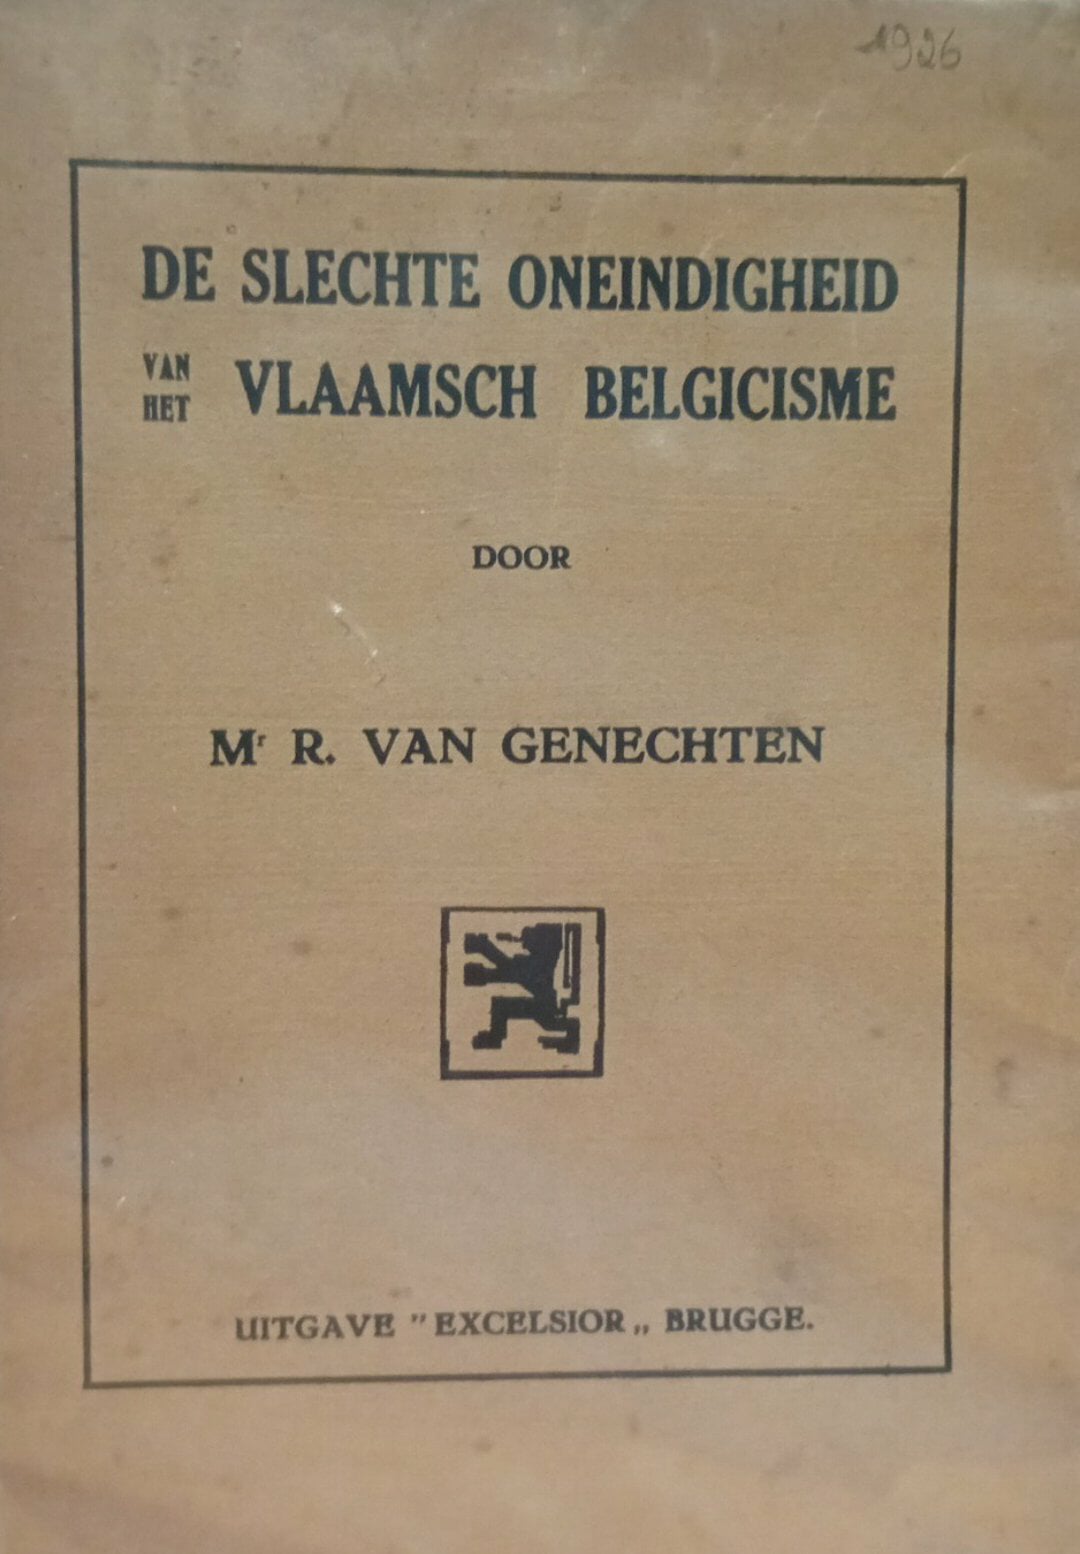 1926
DE SLECHTE ONEINDIGHEID
VAN HET VLAAMSCH BELGICISME
DOOR
Mr R. VAN GENECHTEN
UITGAVE "EXCELSIOR„ BRUGGE.